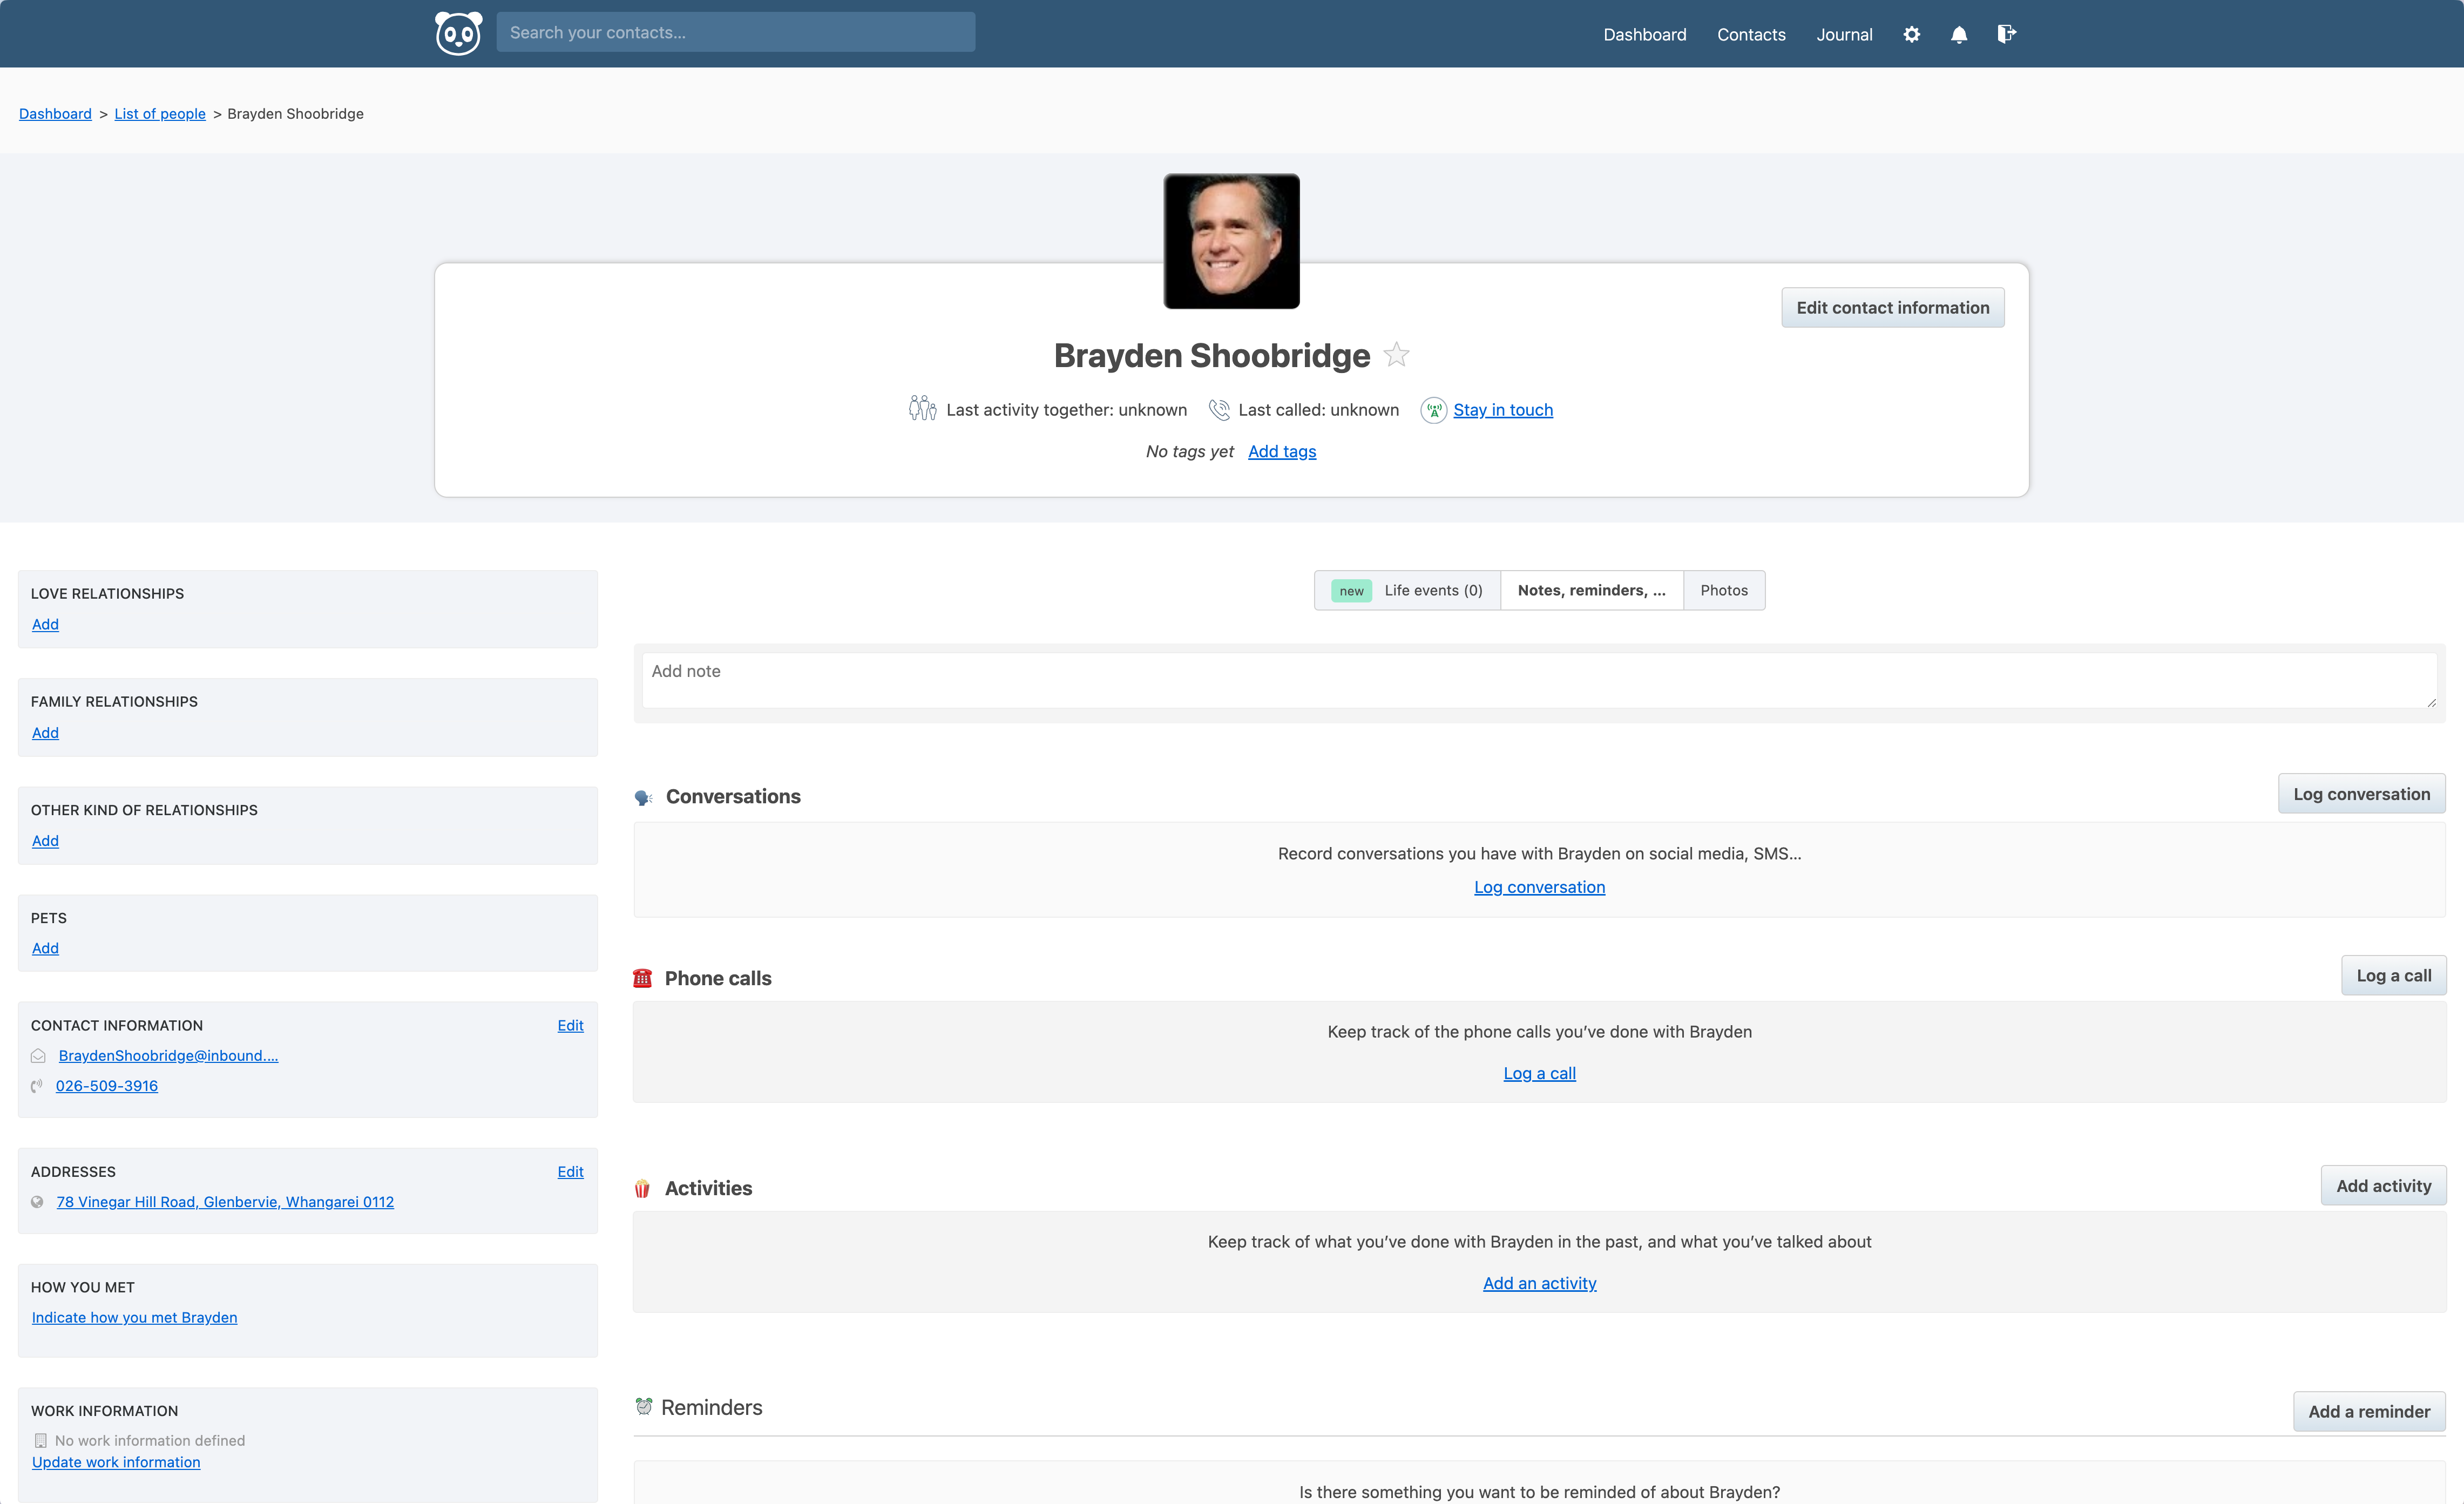 Search your contacts...
Dashboard Contacts Journal
Dashboard > List of people > Brayden Shoobridge
Edit contact information
Brayden Shoobridge
Last activity together: unknown Last called: unknown Stay in touch
No tags yet Add tags
LOVE RELATIONSHIPS
Add
FAMILY RELATIONSHIPS
Add
OTHER KIND OF RELATIONSHIPS
Add
PETS
Add
CONTACT INFORMATION Edit
BraydenShoobridge@inbound....
026-509-3916
ADDRESSES Edit
78 Vinegar Hill Road, Glenbervie, Whangarei 0112
HOW YOU MET
Indicate how you met Brayden
WORK INFORMATION
No work information defined
Update work information
new Life events (0) Notes, reminders, ... Photos
Add note
Conversations Log conversation
Record conversations you have with Brayden on social media, SMS...
Log conversation
Phone calls Log a call
Keep track of the phone calls you’ve done with Brayden
Log a call
Activities Add activity
Keep track of what you’ve done with Brayden in the past, and what you’ve talked about
Add an activity
Reminders Add a reminder
Is there something you want to be reminded of about Brayden?